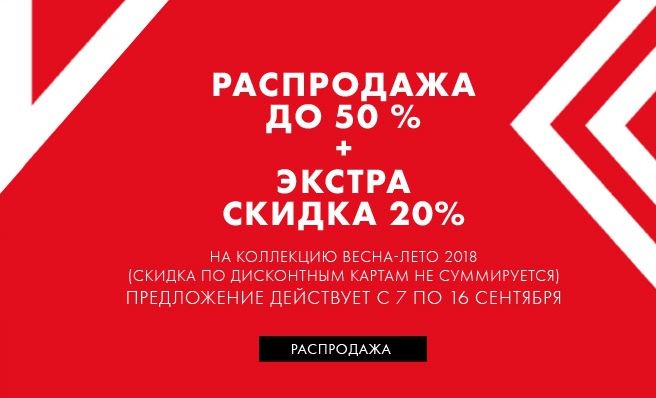 РАСПРОДАЖА
ДО 50 %
+
ЭКСТРА
СКИДКА 20%
НА КОЛЛЕКЦИЮ ВЕСНА-ЛЕТО 2018
(СКИДКА ПО ДИСКОНТНЫМ КАРТАМ НЕ СУММИРУЕТСЯ)
ПРЕДЛОЖЕНИЕ ДЕЙСТВУЕТ С 7 ПО 16 СЕНТЯБРЯ
РАСПРОДАЖА